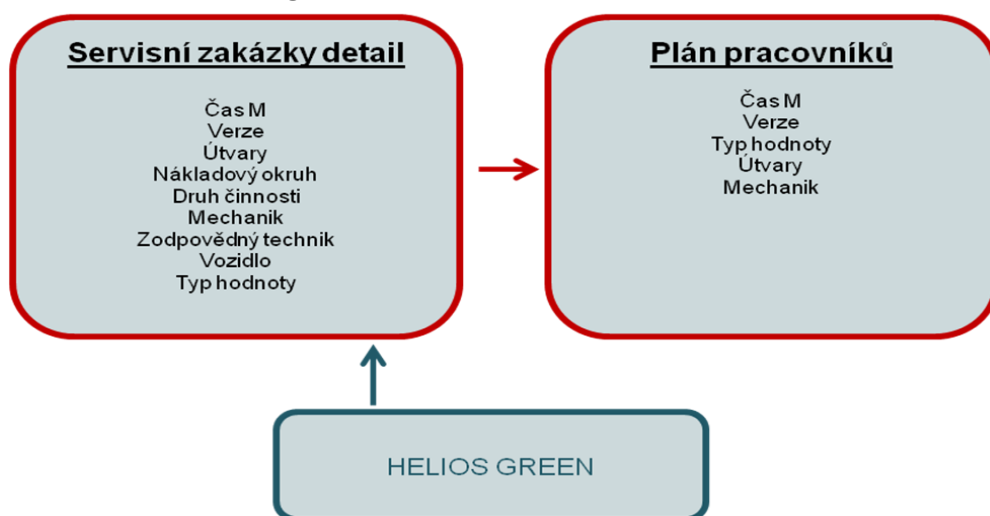 Servisní zakázky detail
Čas M
Verze
Útvary
Nákladový okruh
Druh činnosti
Mechanik
Zodpovědný technik
Vozidlo
Typ hodnoty
Plán pracovníků
Čas M
Verze
Typ hodnoty
Útvary
Mechanik
HELIOS GREEN